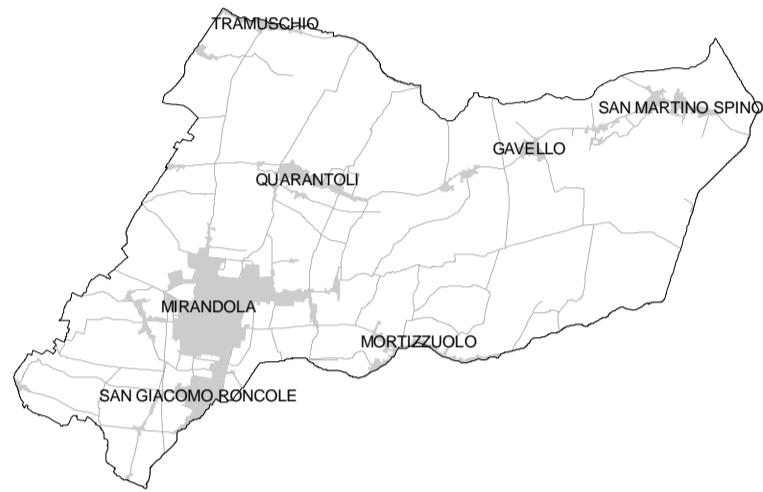 TRAMUSCHIO
SAN MARTINO SPINO
GAVELLO
QUARANTOLI
MIRANDOLA
MORTIZZUOLO
SAN GIACOMO RONCOLE